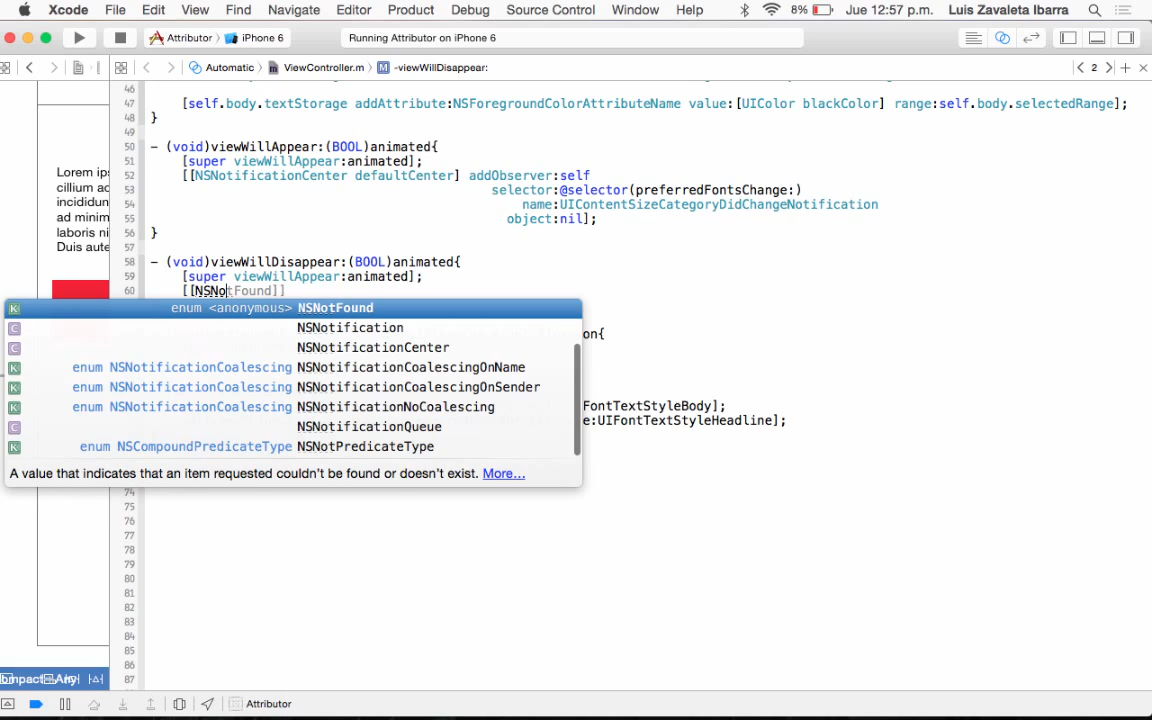 Xcode File Edit View Find Navigate Editor Product Debug Source Control Window Help 8% Jue 12:57 p.m. Luis Zavaleta Ibarra
Attributor iPhone 6 Running Attributor on iPhone 6
Automatic ViewController.m M -viewWillDisappear: 2
46
47 [self.body.textStorage addAttribute:NSForegroundColorAttributeName value:[UIColor blackColor] range:self.body.selectedRange];
48 }
49
50 - (void)viewWillAppear:(BOOL)animated{
51 [super viewWillAppear:animated];
52 [[NSNotificationCenter defaultCenter] addObserver:self
53 selector:@selector(preferredFontsChange:)
54 name:UIContentSizeCategoryDidChangeNotification
55 object:nil];
56 }
57
58 - (void)viewWillDisappear:(BOOL)animated{
59 [super viewWillAppear:animated];
60 [[NSNotFound]]
K enum <anonymous> NSNotFound
C NSNotification
on{
C NSNotificationCenter
K enum NSNotificationCoalescing NSNotificationCoalescingOnName
K enum NSNotificationCoalescing NSNotificationCoalescingOnSender
K enum NSNotificationCoalescing NSNotificationNoCoalescing
FontTextStyleBody];
e:UIFontTextStyleHeadline];
C NSNotificationQueue
K enum NSCompoundPredicateType NSNotPredicateType
A value that indicates that an item requested couldn't be found or doesn't exist. More...
74
75
76
77
78
79
80
81
82
83
84
85
86
87
Lorem ips
cillium ad
incididun
ad minim
laboris ni
Duis aute
Attributor